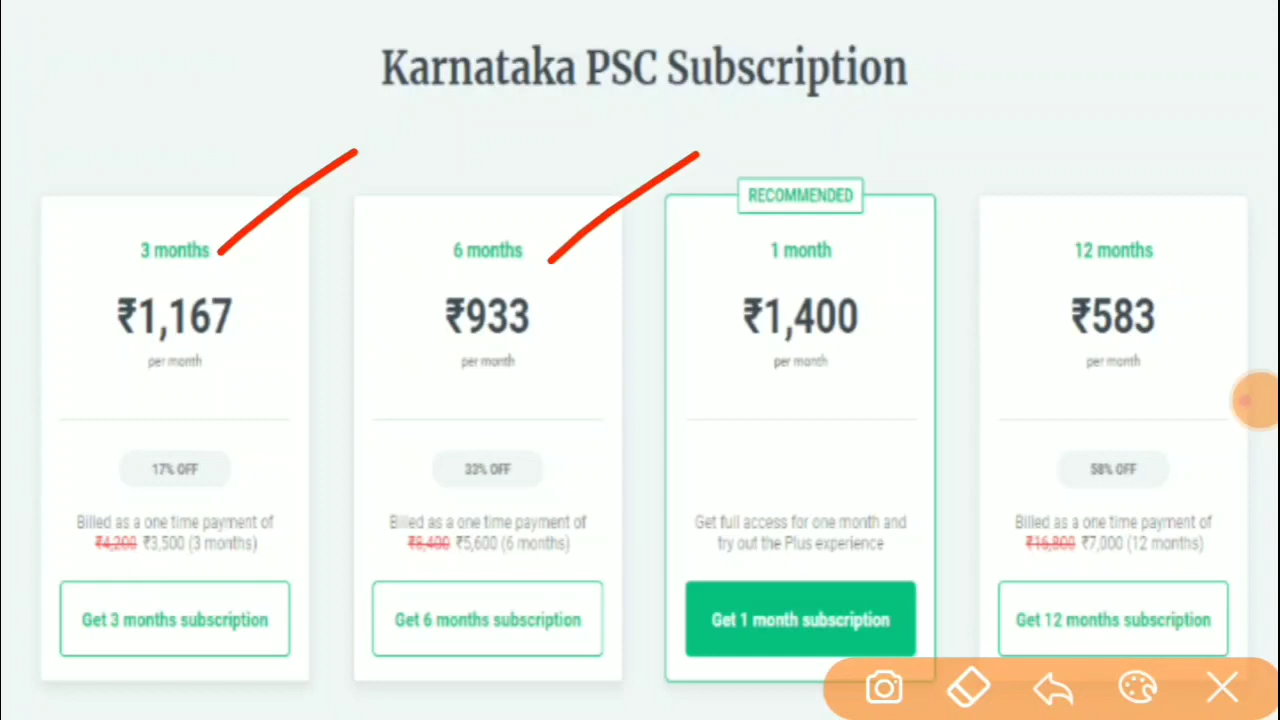 Karnataka PSC Subscription
3 months
₹1,167
per month
17% OFF
Billed as a one time payment of
₹4,200 ₹3,500 (3 months)
Get 3 months subscription
6 months
₹933
per month
33% OFF
Billed as a one time payment of
₹8,400 ₹5,600 (6 months)
Get 6 months subscription
RECOMMENDED
1 month
₹1,400
per month
Get full access for one month and
try out the Plus experience
Get 1 month subscription
12 months
₹583
per month
58% OFF
Billed as a one time payment of
₹16,800 ₹7,000 (12 months)
Get 12 months subscription